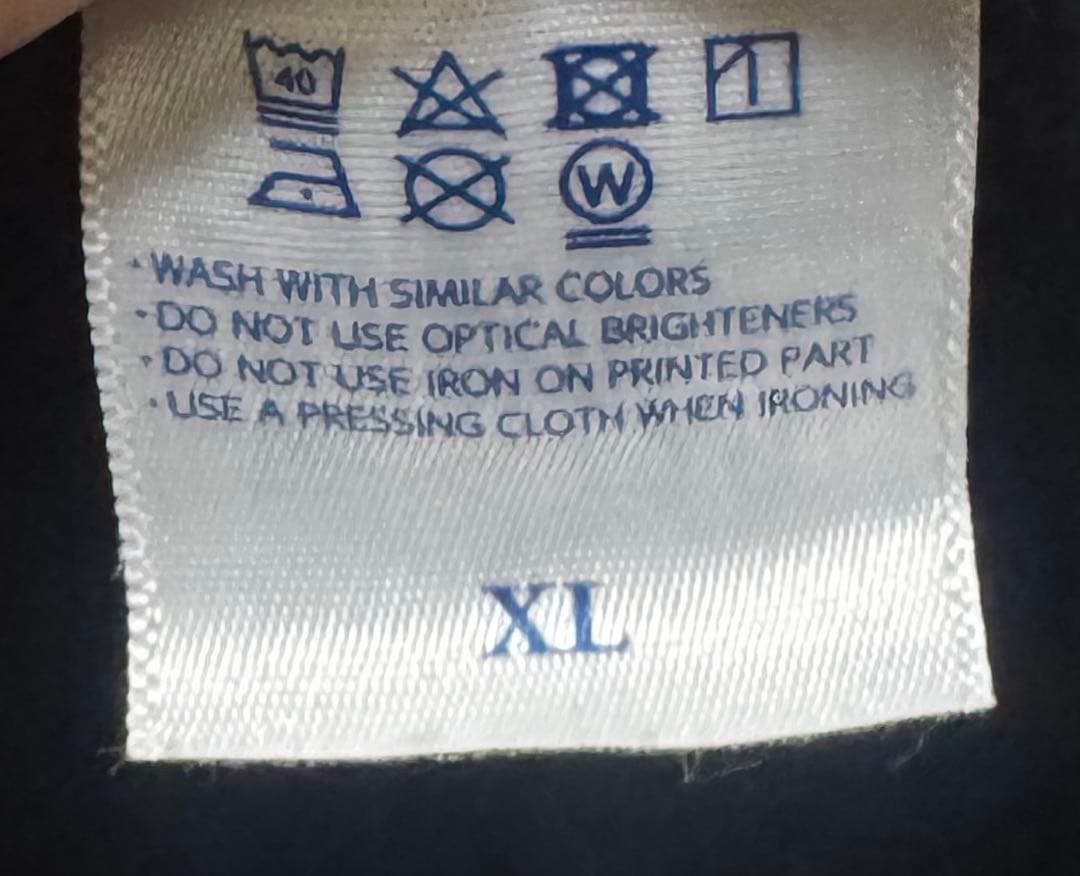 40
W
· WASH WITH SIMILAR COLORS
· DO NOT USE OPTICAL BRIGHTENERS
· DO NOT USE IRON ON PRINTED PART
· USE A PRESSING CLOTH WHEN IRONING
XL